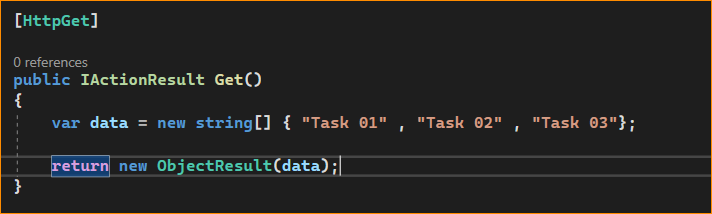 [HttpGet]
0 references
public IActionResult Get()
{
var data = new string[] { "Task 01" , "Task 02" , "Task 03"};
return new ObjectResult(data);
}